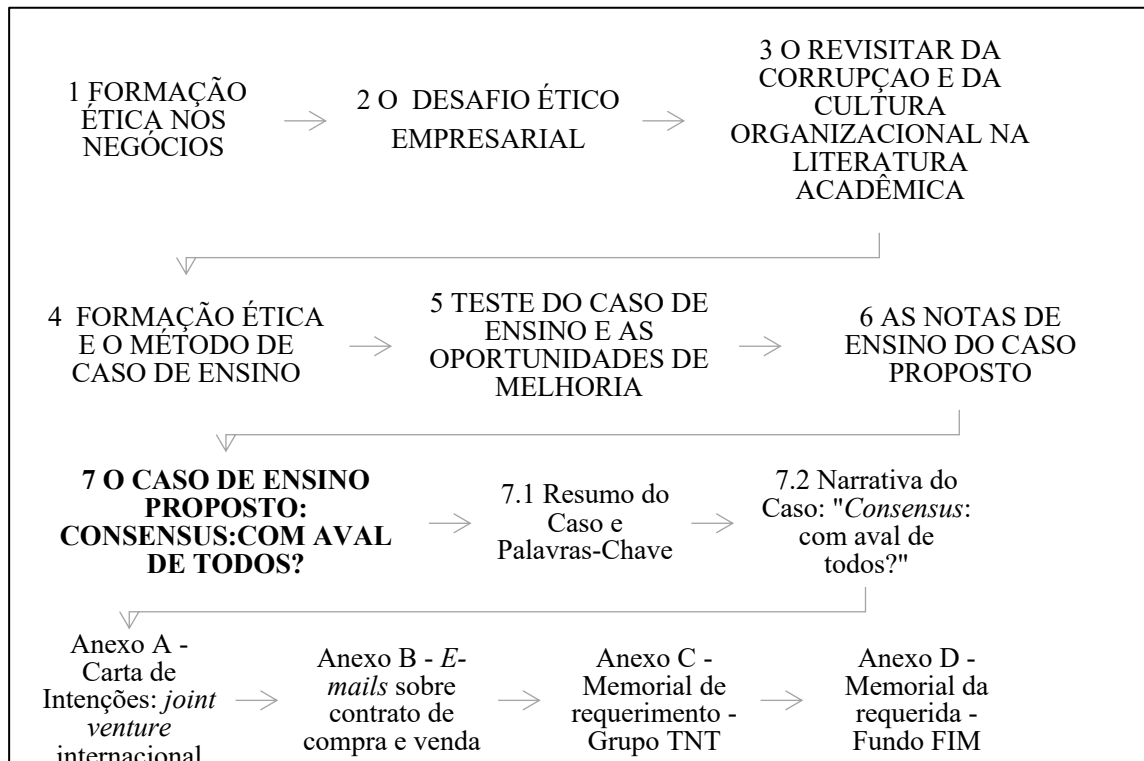 1 FORMAÇÃO
ÉTICA NOS
NEGÓCIOS
2 O DESAFIO ÉTICO
EMPRESARIAL
3 O REVISITAR DA
CORRUPÇAO E DA
CULTURA
ORGANIZACIONAL NA
LITERATURA
ACADÊMICA
4 FORMAÇÃO ÉTICA
E O MÉTODO DE
CASO DE ENSINO
5 TESTE DO CASO DE
ENSINO E AS
OPORTUNIDADES DE
MELHORIA
6 AS NOTAS DE
ENSINO DO CASO
PROPOSTO
7 O CASO DE ENSINO
PROPOSTO:
CONSENSUS:COM AVAL
DE TODOS?
7.1 Resumo do
Caso e
Palavras-Chave
7.2 Narrativa do
Caso: "Consensus:
com aval de
todos?"
Anexo A -
Carta de
Intenções: joint
venture
internacional
Anexo B - E-
mails sobre
contrato de
compra e venda
Anexo C -
Memorial de
requerimento -
Grupo TNT
Anexo D -
Memorial da
requerida -
Fundo FIM